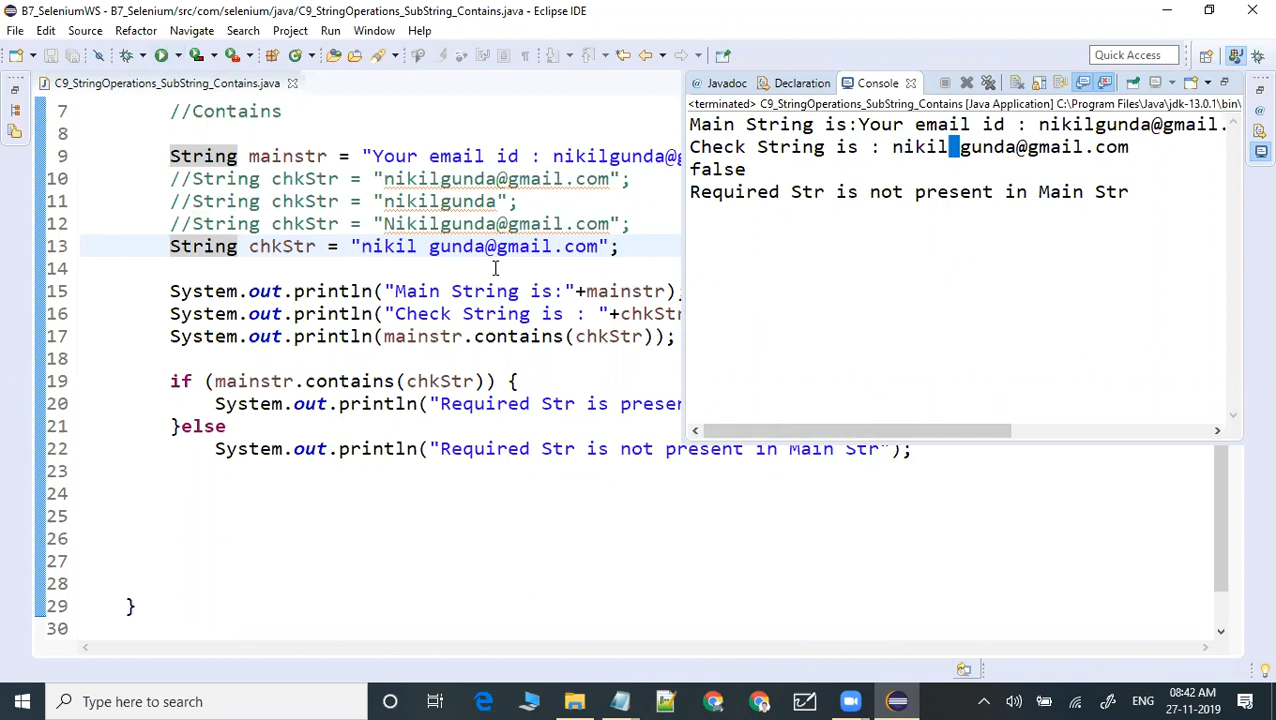 B7_SeleniumWS - B7_Selenium/src/com/selenium/java/C9_StringOperations_SubString_Contains.java - Eclipse IDE
File Edit Source Refactor Navigate Search Project Run Window Help
Quick Access
C9_StringOperations_SubString_Contains.java
Javadoc Declaration Console
<terminated> C9_StringOperations_SubString_Contains [Java Application] C:\Program Files\Java\jdk-13.0.1\bin\
Main String is:Your email id : nikilgunda@gmail.
Check String is : nikil gunda@gmail.com
false
Required Str is not present in Main Str
7 //Contains
8
9 String mainstr = "Your email id : nikilgunda@g
10 //String chkStr = "nikilgunda@gmail.com";
11 //String chkStr = "nikilgunda";
12 //String chkStr = "Nikilgunda@gmail.com";
13 String chkStr = "nikil gunda@gmail.com";
14
15 System.out.println("Main String is:"+mainstr);
16 System.out.println("Check String is : "+chkStr
17 System.out.println(mainstr.contains(chkStr));
18
19 if (mainstr.contains(chkStr)) {
20 System.out.println("Required Str is presen
21 }else
22 System.out.println("Required Str is not present in Main Str");
23
24
25
26
27
28
29 }
30
Type here to search
ENG
08:42 AM
27-11-2019